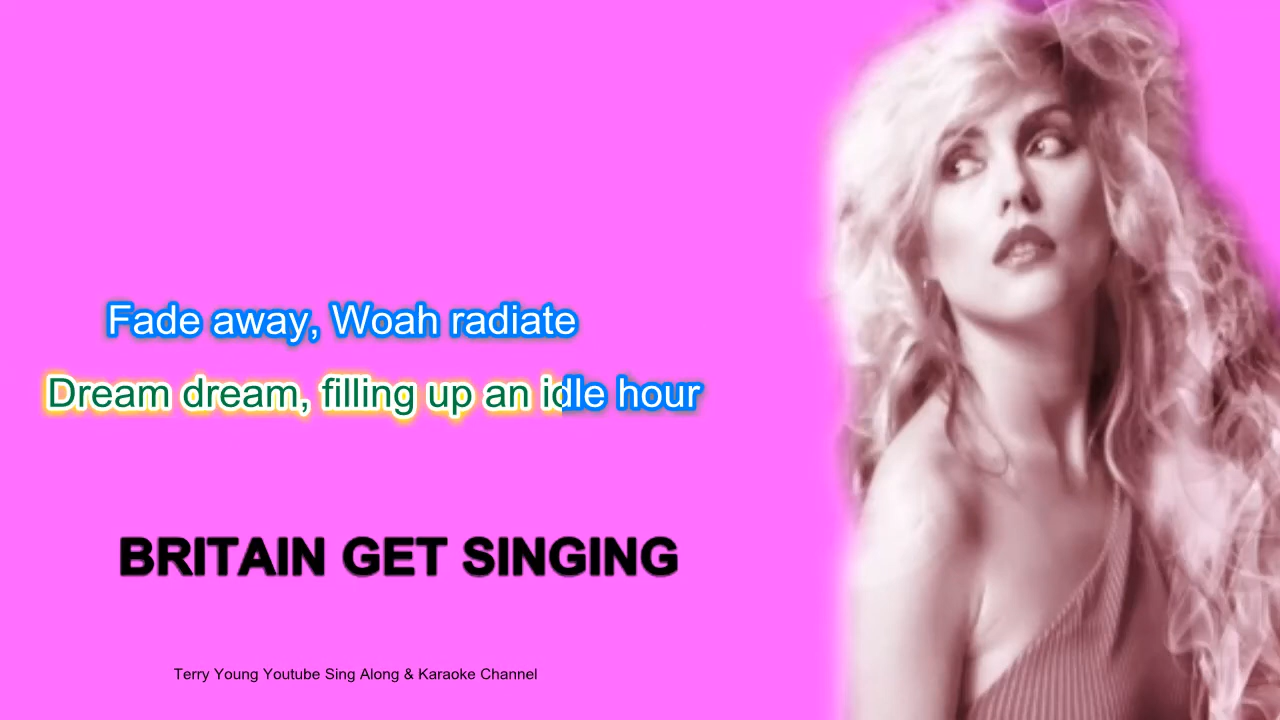 Fade away, Woah radiate
Dream dream, filling up an idle hour
BRITAIN GET SINGING
Terry Young Youtube Sing Along & Karaoke Channel